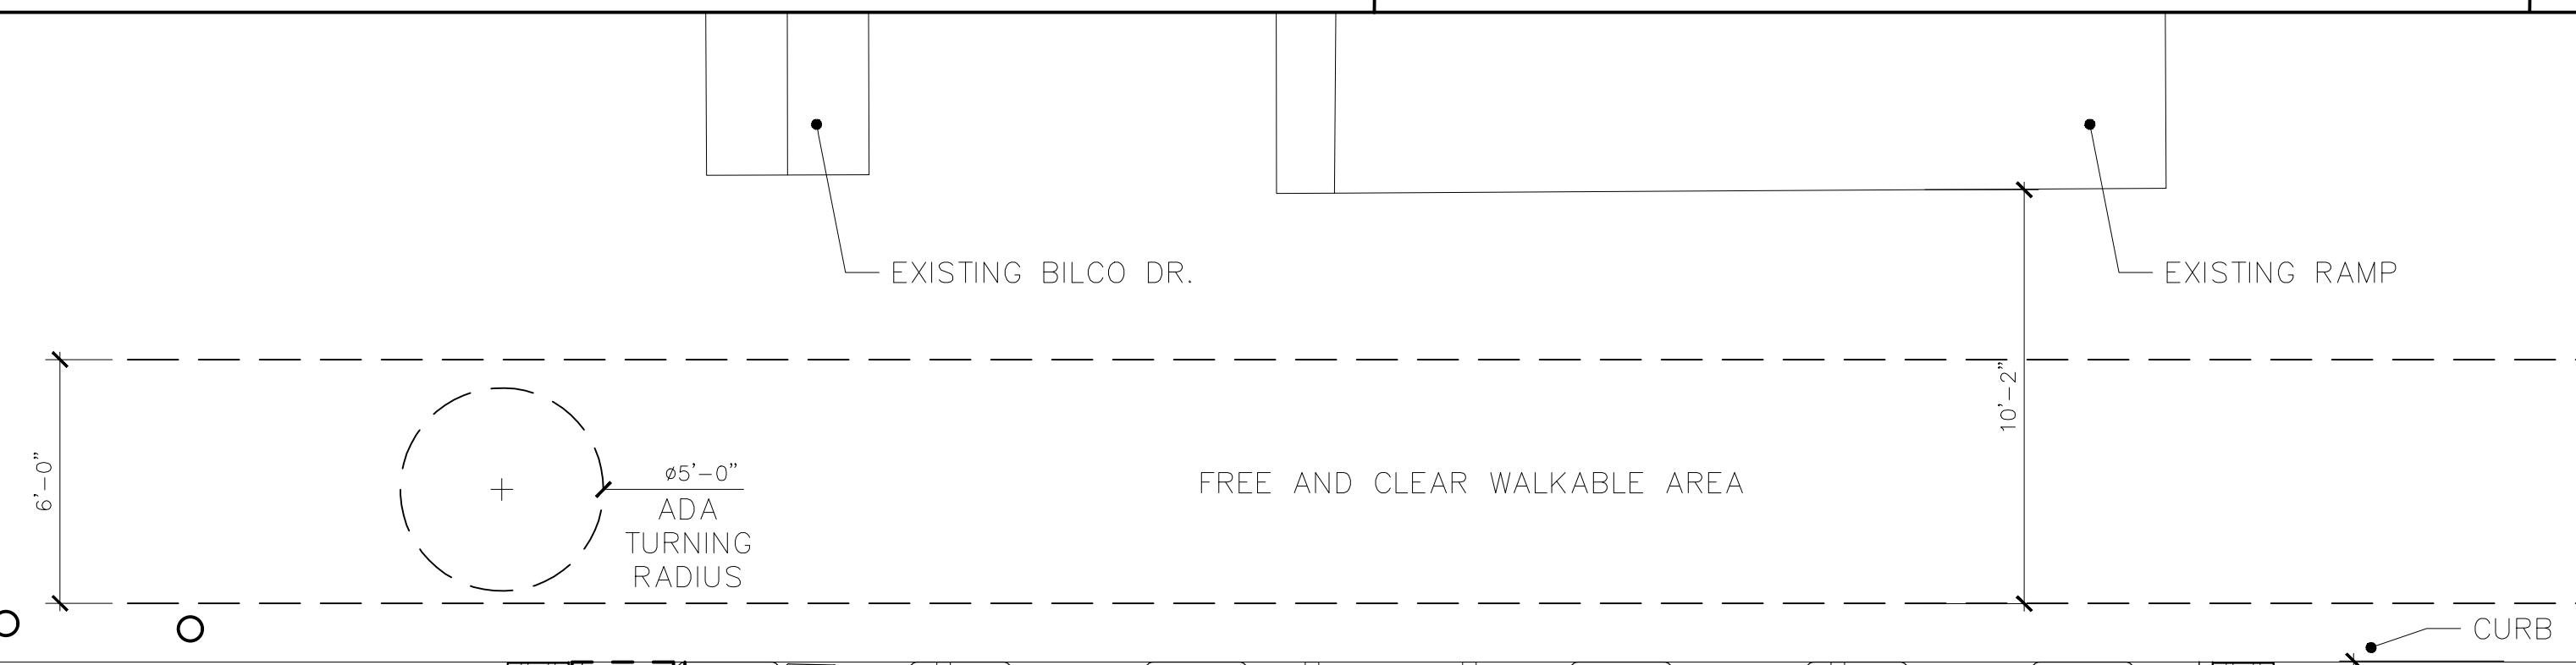 EXISTING BILCO DR.
EXISTING RAMP
10'-2"
6'-0"
ø5'-0"
ADA
TURNING
RADIUS
FREE AND CLEAR WALKABLE AREA
CURB